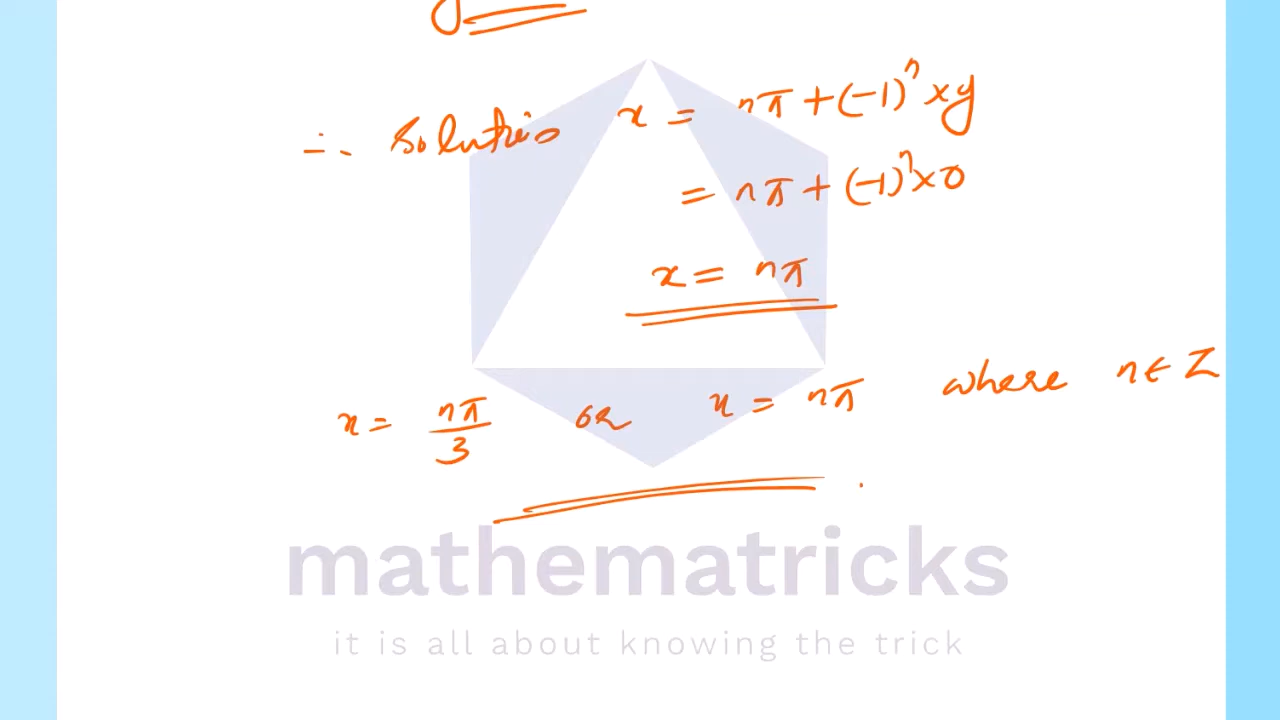 ∴ Solution x = nπ + (-1)ⁿ x y
= nπ + (-1)ⁿ x 0
x = nπ
x = nπ/3 or x = nπ where n ∈ Z
mathematricks
it is all about knowing the trick